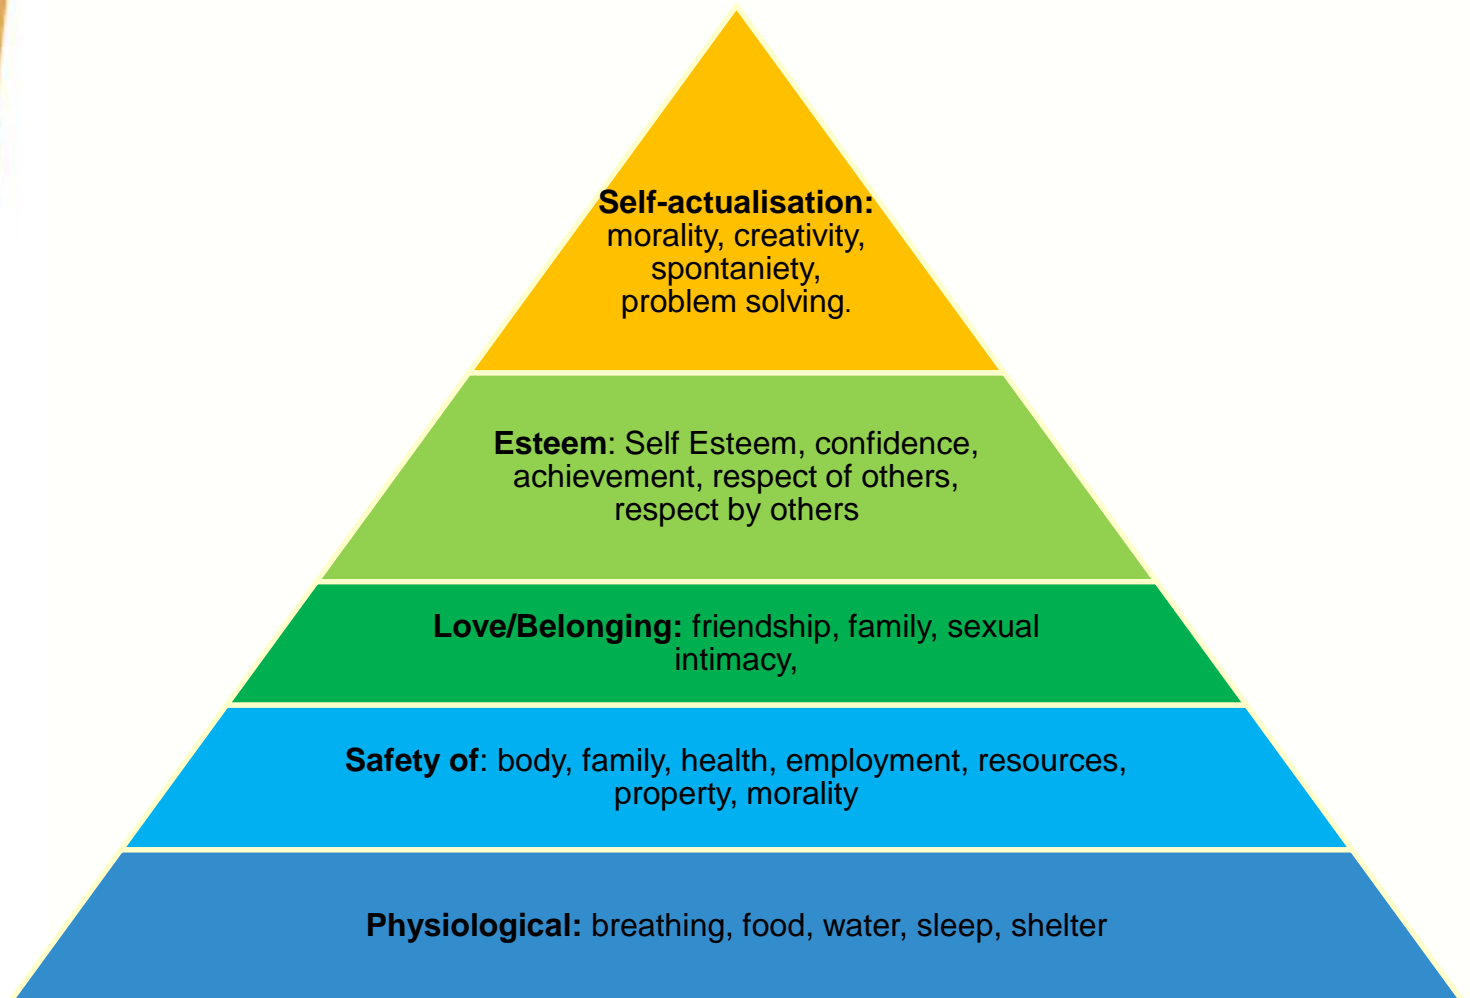 Self-actualisation:
morality, creativity,
spontaniety,
problem solving.
Esteem: Self Esteem, confidence,
achievement, respect of others,
respect by others
Love/Belonging: friendship, family, sexual
intimacy,
Safety of: body, family, health, employment, resources,
property, morality
Physiological: breathing, food, water, sleep, shelter